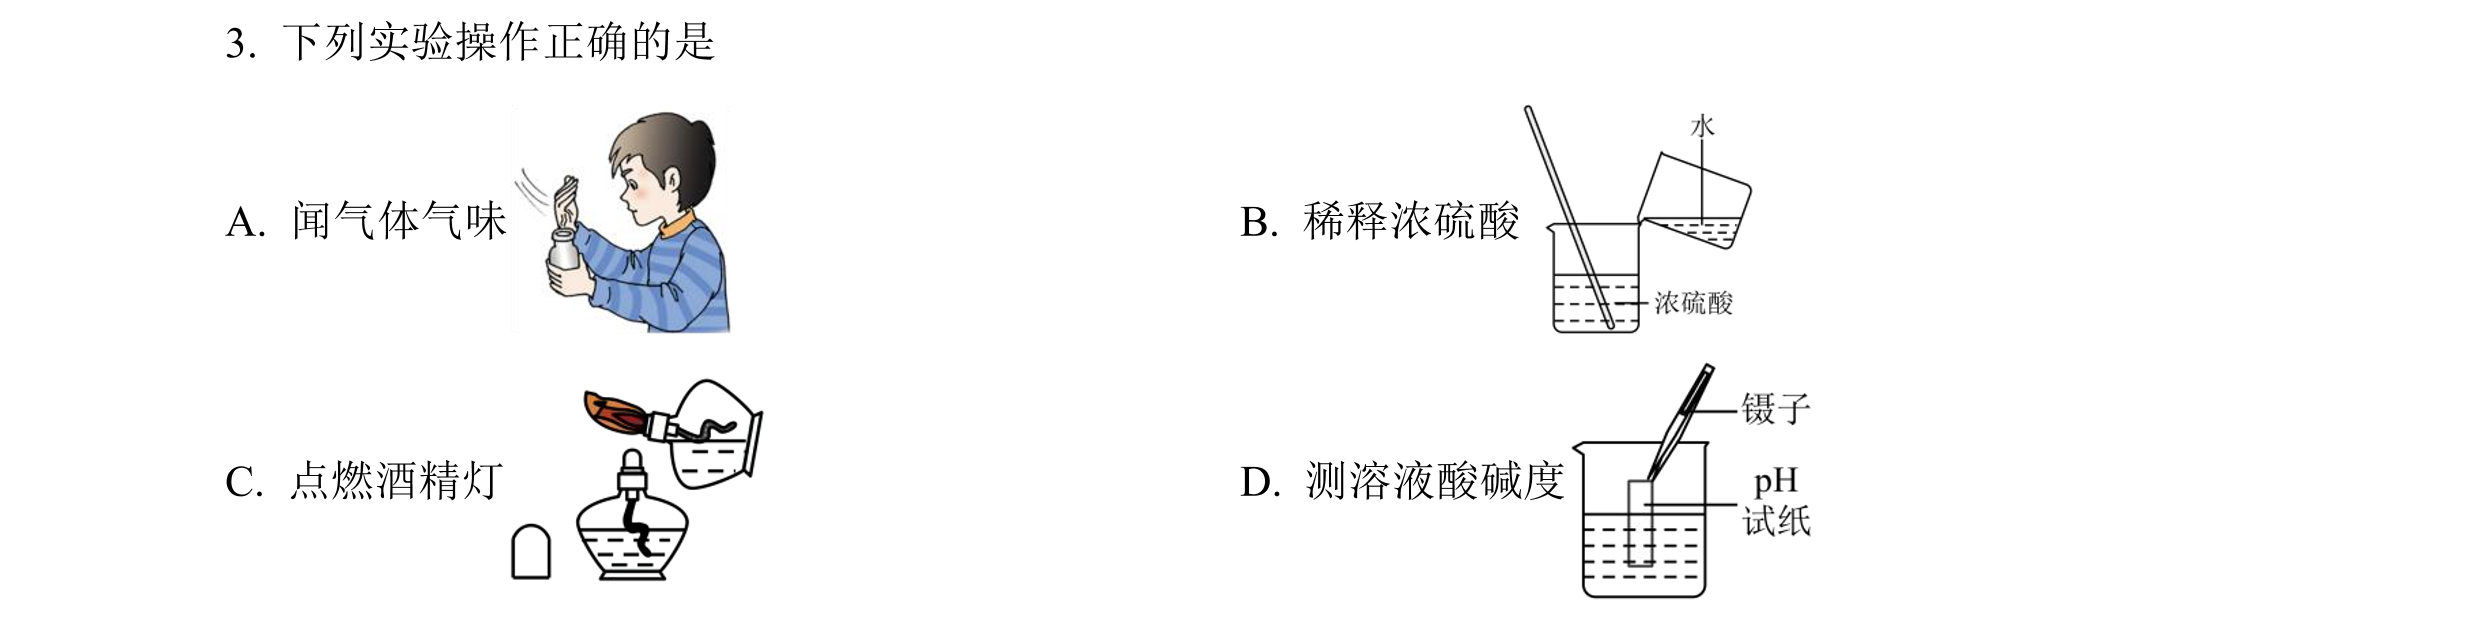 3. 下列实验操作正确的是
A. 闻气体气味
B. 稀释浓硫酸
水
浓硫酸
C. 点燃酒精灯
D. 测溶液酸碱度
镊子
pH
试纸